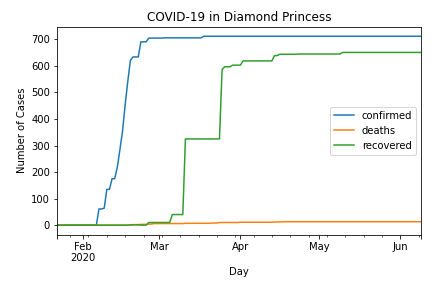 COVID-19 in Diamond Princess
Number of Cases
700
600
500
400
300
200
100
0
confirmed
deaths
recovered
Feb Mar Apr May Jun
2020
Day